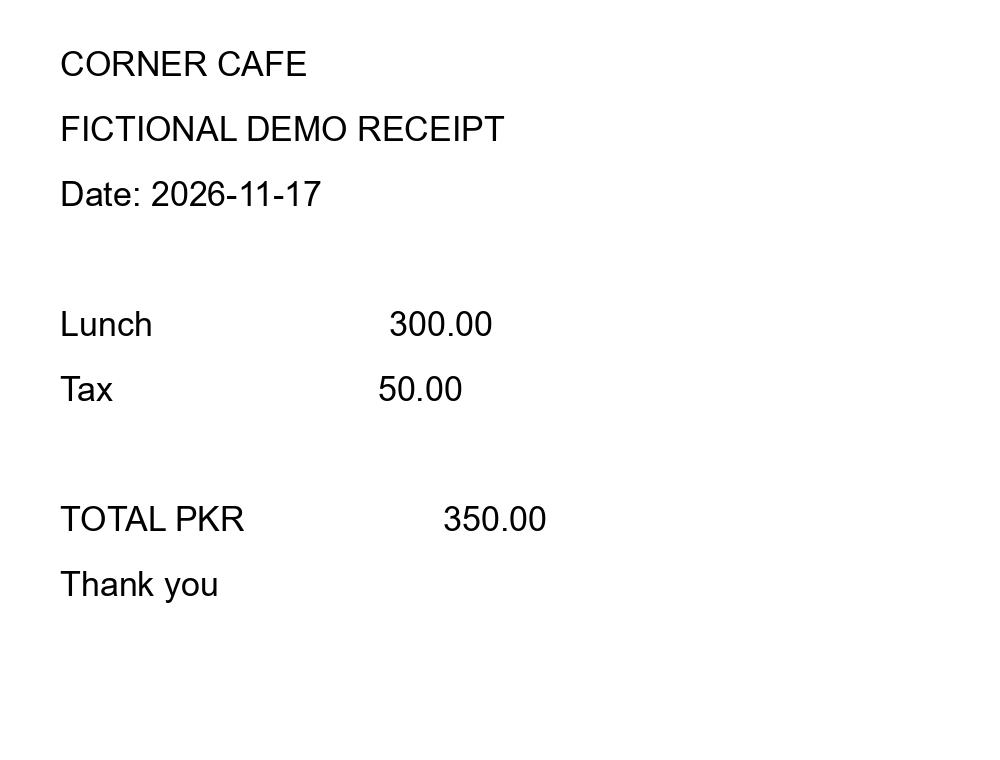 CORNER CAFE
FICTIONAL DEMO RECEIPT
Date: 2026-11-17
Lunch 300.00
Tax 50.00
TOTAL PKR 350.00
Thank you